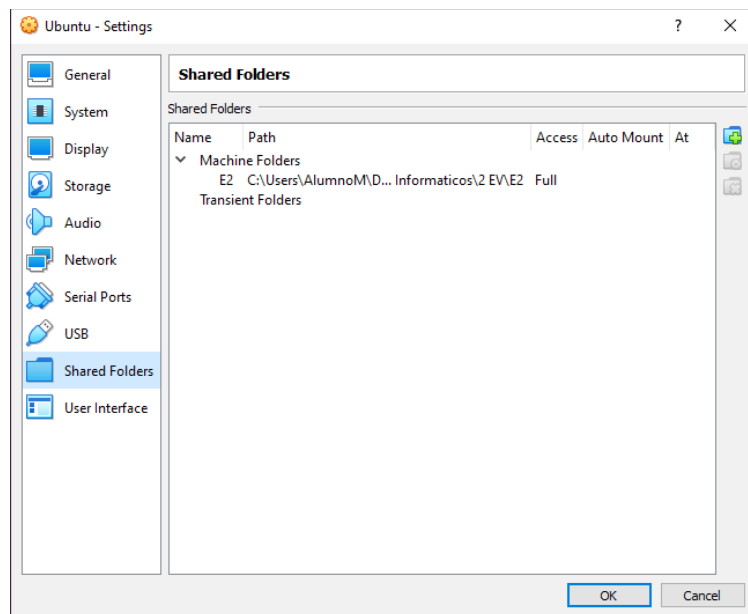 Ubuntu - Settings ? ×
General
System
Display
Storage
Audio
Network
Serial Ports
USB
Shared Folders
User Interface
Shared Folders
Shared Folders
Name Path Access Auto Mount At
Machine Folders
E2 C:\Users\AlumnoM\D... Informaticos\2 EV\E2 Full
Transient Folders
OK Cancel